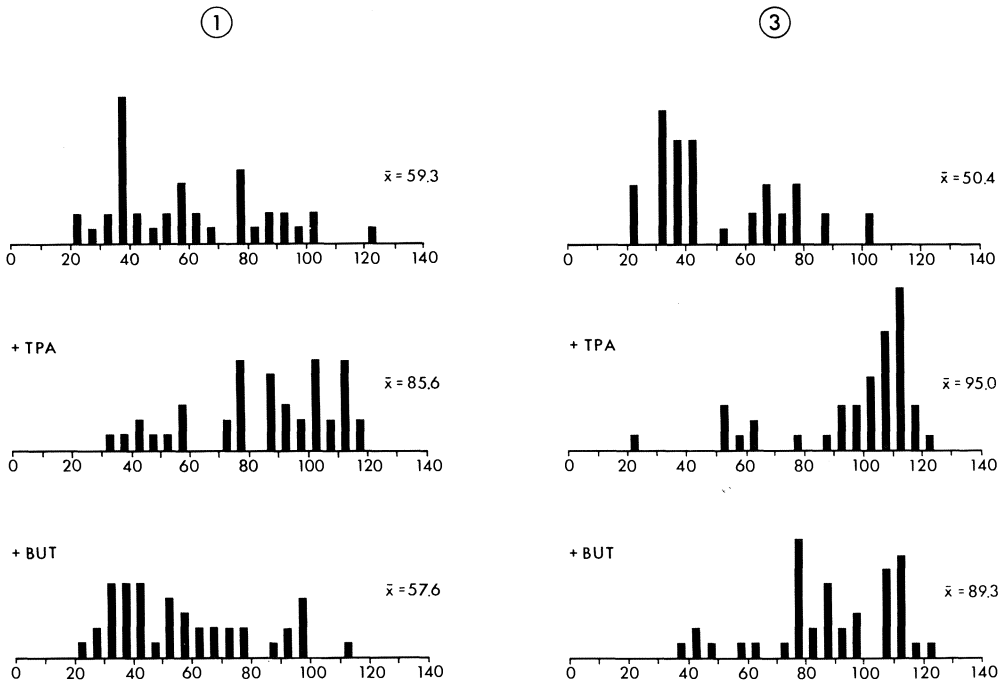 ① ③
x̄ = 59.3 x̄ = 50.4
0 20 40 60 80 100 120 140 0 20 40 60 80 100 120 140
+ TPA + TPA
x̄ = 85.6 x̄ = 95.0
0 20 40 60 80 100 120 140 0 20 40 60 80 100 120 140
+ BUT + BUT
x̄ = 57.6 x̄ = 89.3
0 20 40 60 80 100 120 140 0 20 40 60 80 100 120 140